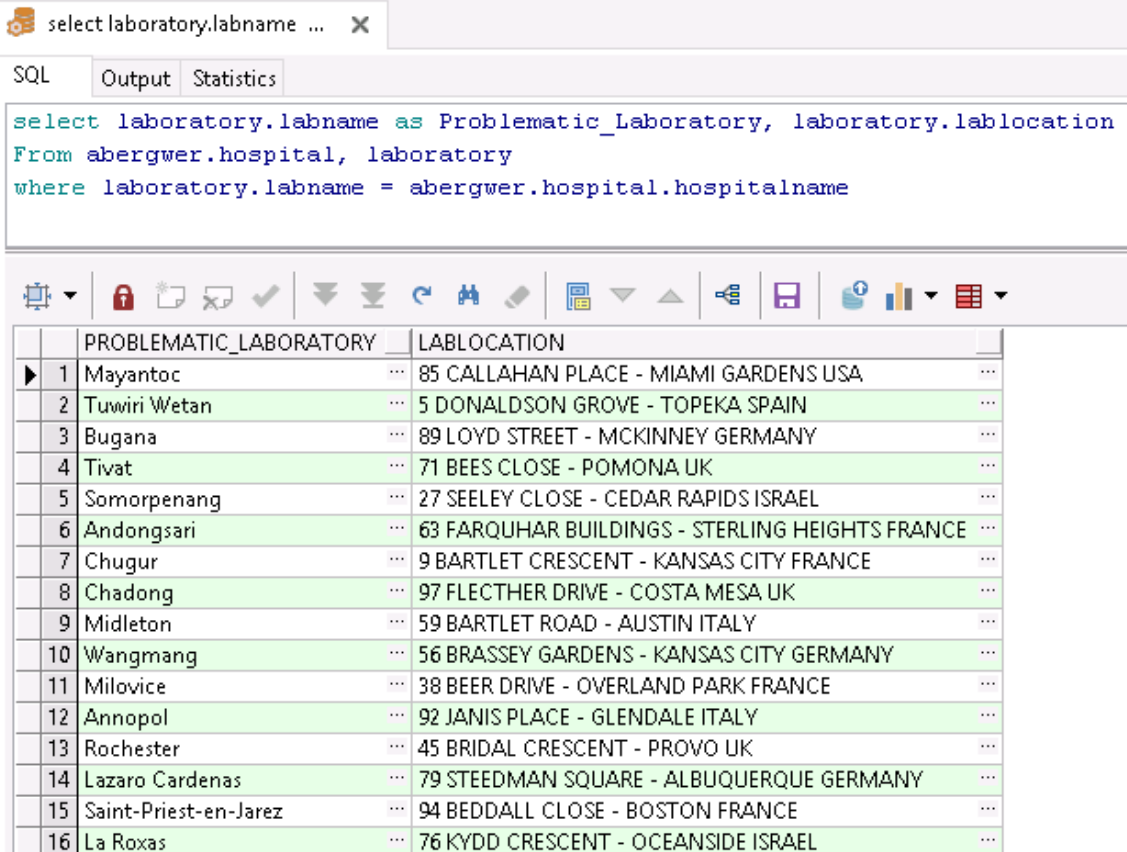 select laboratory.labname ...
SQL Output Statistics
select laboratory.labname as Problematic_Laboratory, laboratory.lablocation
From abergwer.hospital, laboratory
where laboratory.labname = abergwer.hospital.hospitalname
PROBLEMATIC_LABORATORY LABLOCATION
1 Mayantoc ... 85 CALLAHAN PLACE - MIAMI GARDENS USA ...
2 Tuwiri Wetan ... 5 DONALDSON GROVE - TOPEKA SPAIN ...
3 Bugana ... 89 LOYD STREET - MCKINNEY GERMANY ...
4 Tivat ... 71 BEES CLOSE - POMONA UK ...
5 Somorpenang ... 27 SEELEY CLOSE - CEDAR RAPIDS ISRAEL ...
6 Andongsari ... 63 FARQUHAR BUILDINGS - STERLING HEIGHTS FRANCE ...
7 Chugur ... 9 BARTLET CRESCENT - KANSAS CITY FRANCE ...
8 Chadong ... 97 FLECTHER DRIVE - COSTA MESA UK ...
9 Midleton ... 59 BARTLET ROAD - AUSTIN ITALY ...
10 Wangmang ... 56 BRASSEY GARDENS - KANSAS CITY GERMANY ...
11 Milovice ... 38 BEER DRIVE - OVERLAND PARK FRANCE ...
12 Annopol ... 92 JANIS PLACE - GLENDALE ITALY ...
13 Rochester ... 45 BRIDAL CRESCENT - PROVO UK ...
14 Lazaro Cardenas ... 79 STEEDMAN SQUARE - ALBUQUERQUE GERMANY ...
15 Saint-Priest-en-Jarez ... 94 BEDDALL CLOSE - BOSTON FRANCE ...
16 La Roxas ... 76 KYDD CRESCENT - OCEANSIDE ISRAEL ...